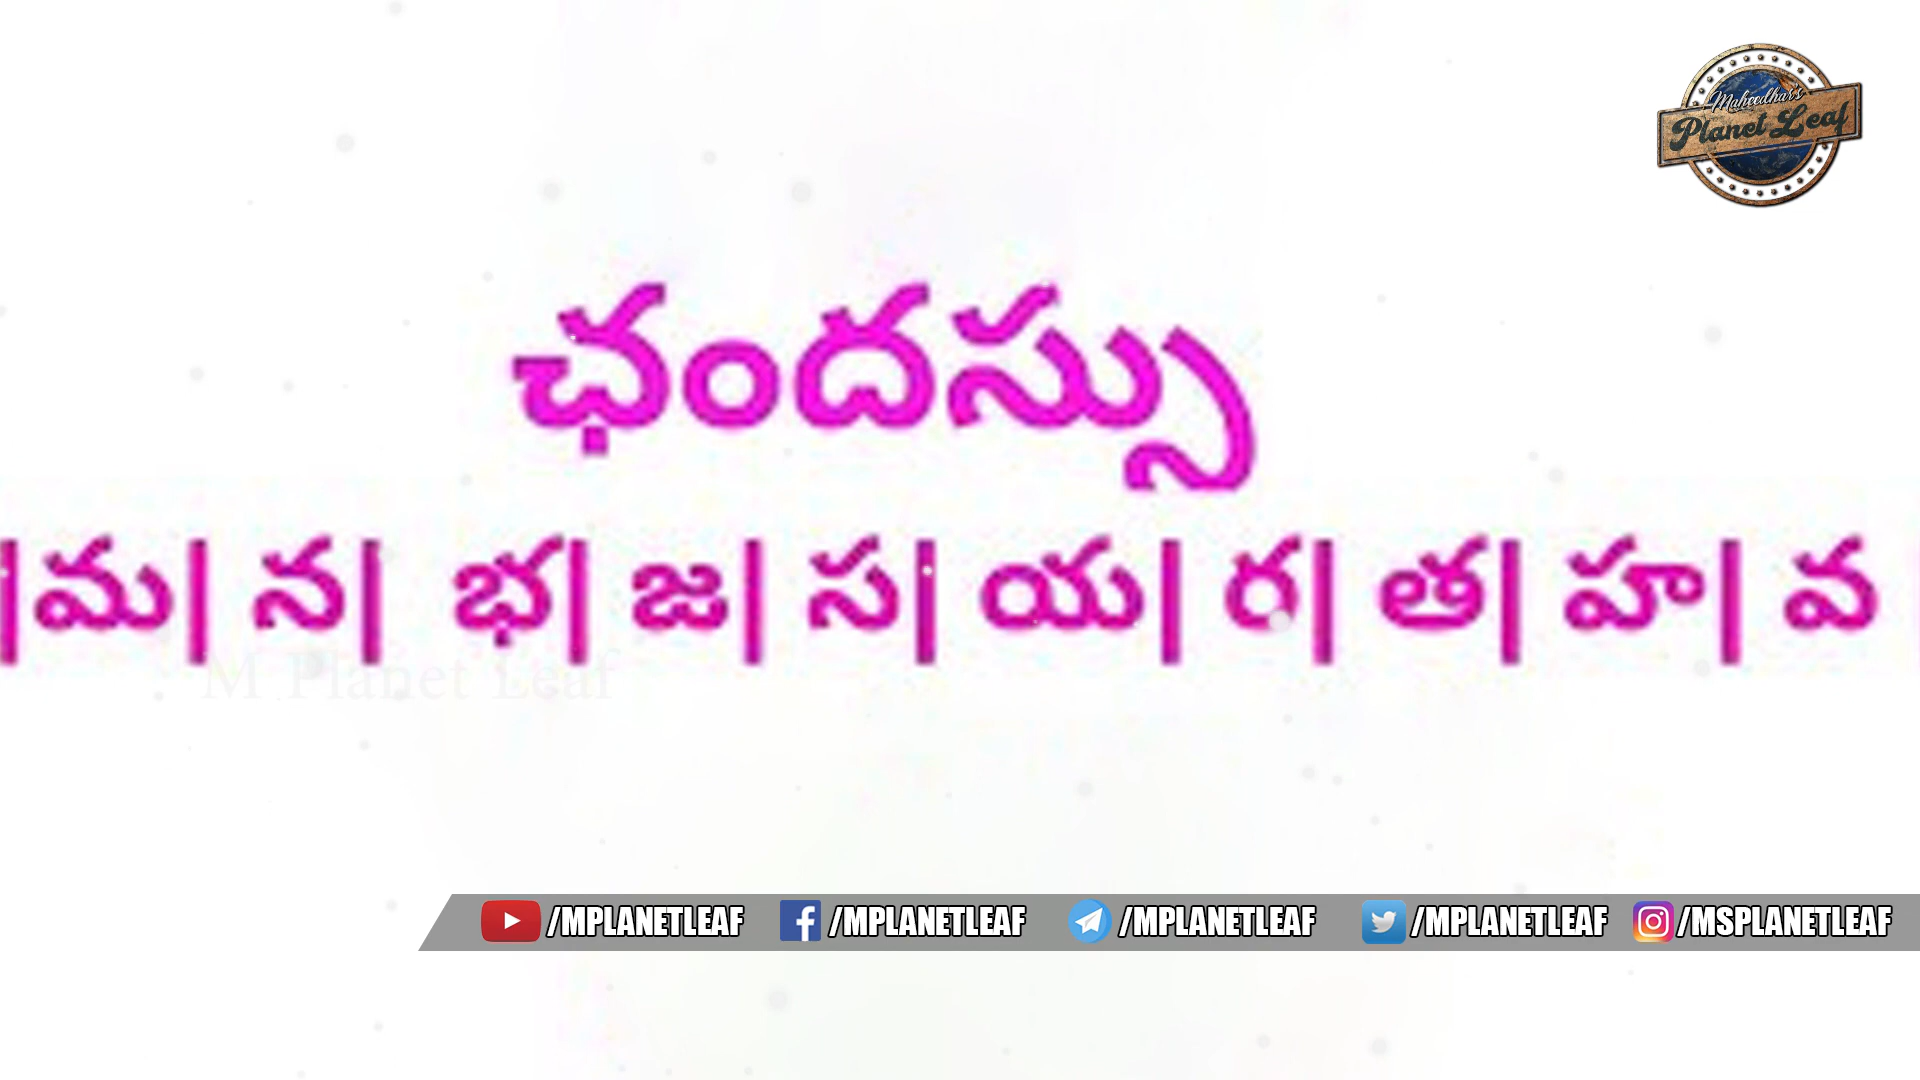 Maheedhar's
Planet Leaf
ఛందస్సు
|మ| న| భ| జ| స| య| ర| త| హ| వ
M Planet Leaf
/MPLANETLEAF /MPLANETLEAF /MPLANETLEAF /MPLANETLEAF /MSPLANETLEAF